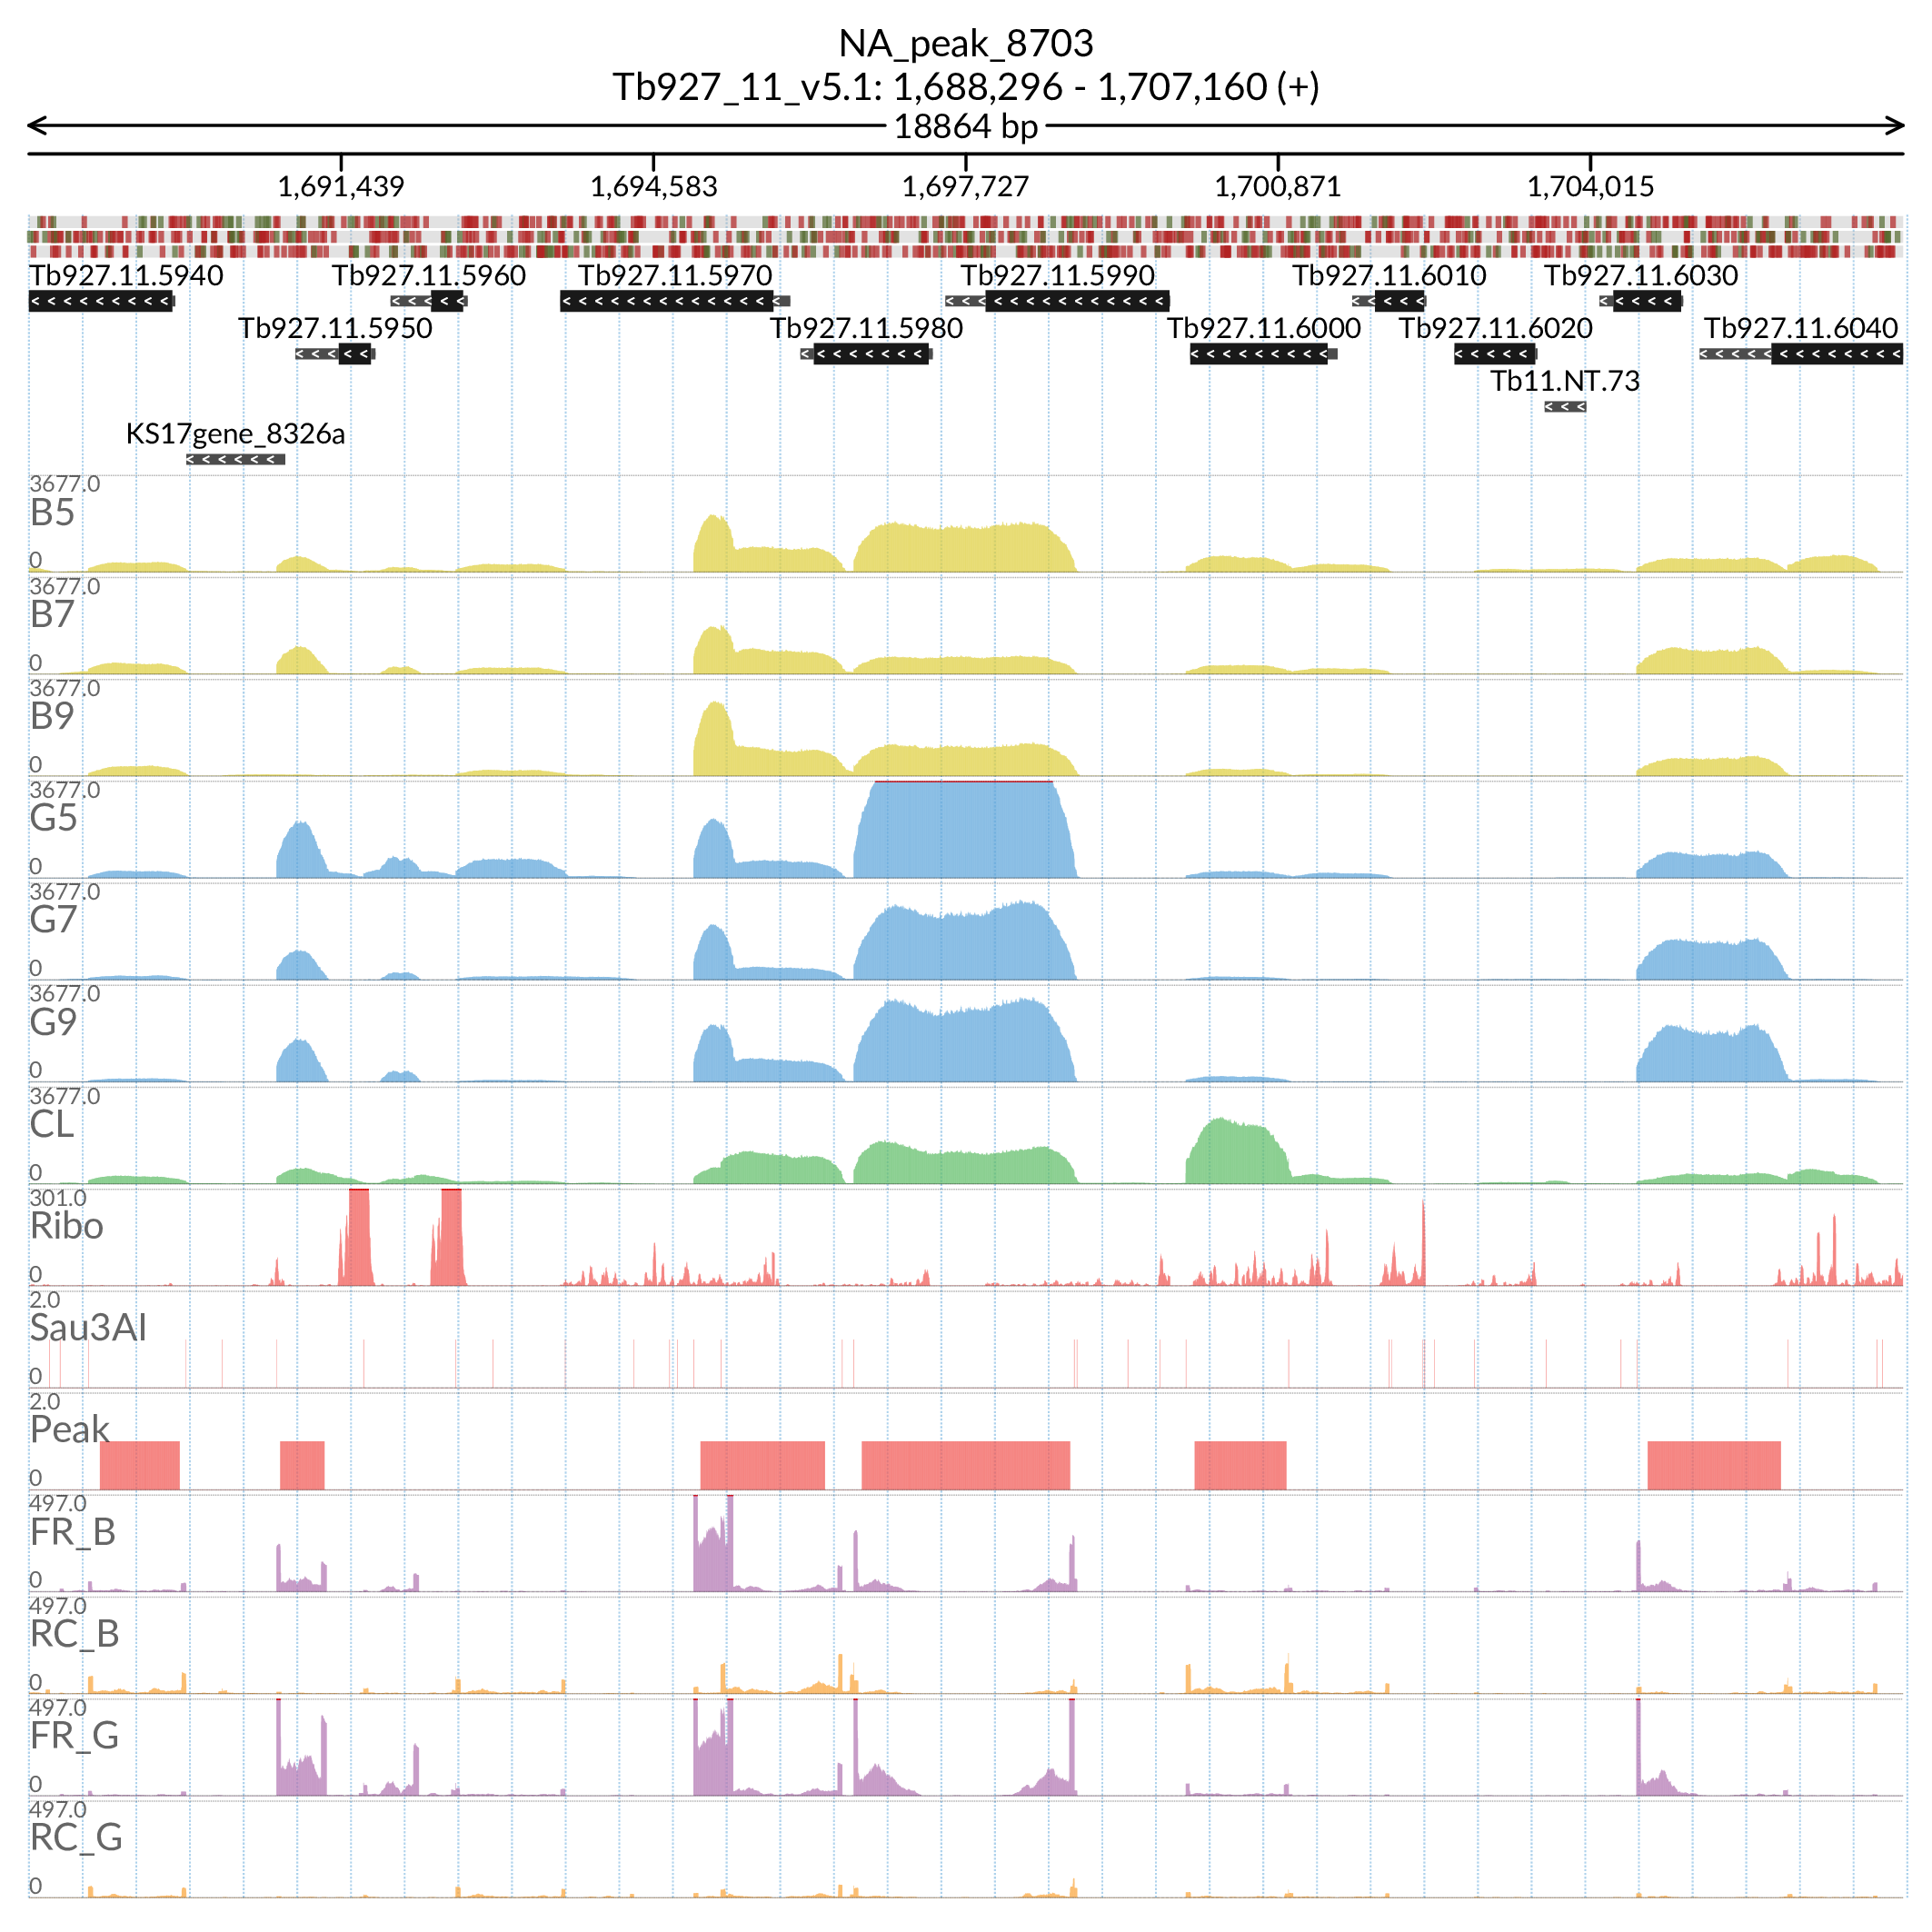 NA_peak_8703
Tb927_11_v5.1: 1,688,296 - 1,707,160 (+)
18864 bp
1,691,439 1,694,583 1,697,727 1,700,871 1,704,015
Tb927.11.5940 Tb927.11.5960 Tb927.11.5970 Tb927.11.5990 Tb927.11.6010 Tb927.11.6030
Tb927.11.5950 Tb927.11.5980 Tb927.11.6000 Tb927.11.6020 Tb927.11.6040
Tb11.NT.73
KS17gene_8326a
3677.0
B5
0
3677.0
B7
0
3677.0
B9
0
3677.0
G5
0
3677.0
G7
0
3677.0
G9
0
3677.0
CL
0
301.0
Ribo
0
2.0
Sau3AI
0
2.0
Peak
0
497.0
FR_B
0
497.0
RC_B
0
497.0
FR_G
0
497.0
RC_G
0